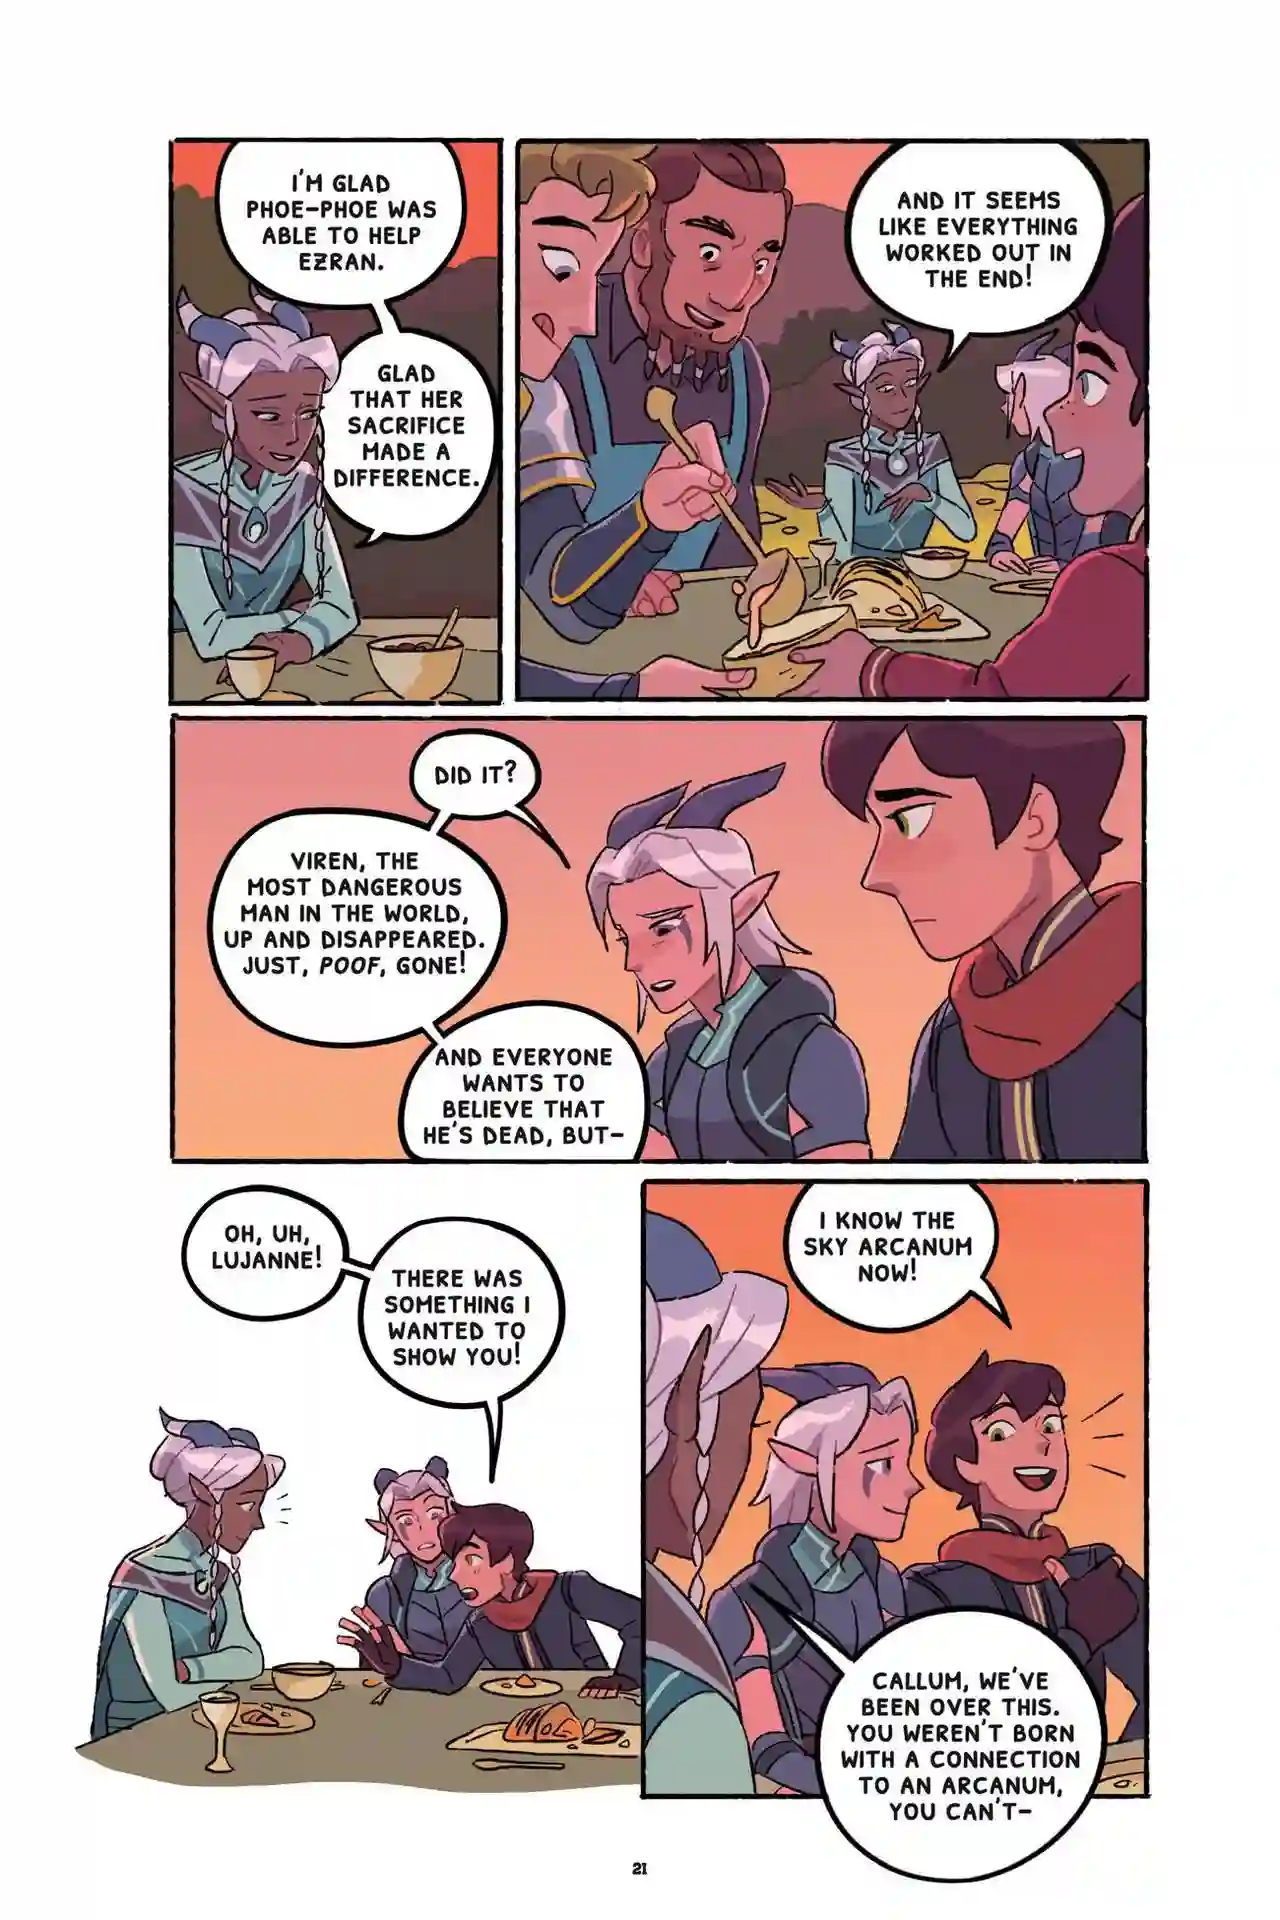 I'M GLAD
PHOE-PHOE WAS
ABLE TO HELP
EZRAN.
GLAD
THAT HER
SACRIFICE
MADE A
DIFFERENCE.
AND IT SEEMS
LIKE EVERYTHING
WORKED OUT IN
THE END!
DID IT?
VIREN, THE
MOST DANGEROUS
MAN IN THE WORLD,
UP AND DISAPPEARED.
JUST, POOF, GONE!
AND EVERYONE
WANTS TO
BELIEVE THAT
HE'S DEAD, BUT-
OH, UH,
LUJANNE!
THERE WAS
SOMETHING I
WANTED TO
SHOW YOU!
I KNOW THE
SKY ARCANUM
NOW!
CALLUM, WE'VE
BEEN OVER THIS.
YOU WEREN'T BORN
WITH A CONNECTION
TO AN ARCANUM,
YOU CAN'T-
21